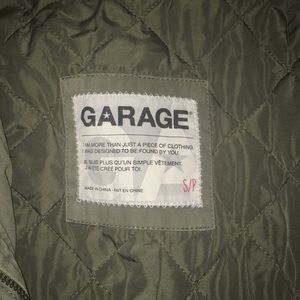 GARAGE
I AM MORE THAN JUST A PIECE OF CLOTHING.
I WAS DESIGNED TO BE FOUND BY YOU.
JE SUIS PLUS QU'UN SIMPLE VÊTEMENT.
J'AI ÉTÉ CRÉÉ POUR TOI.
MADE IN CHINA - FAIT EN CHINE
S/P